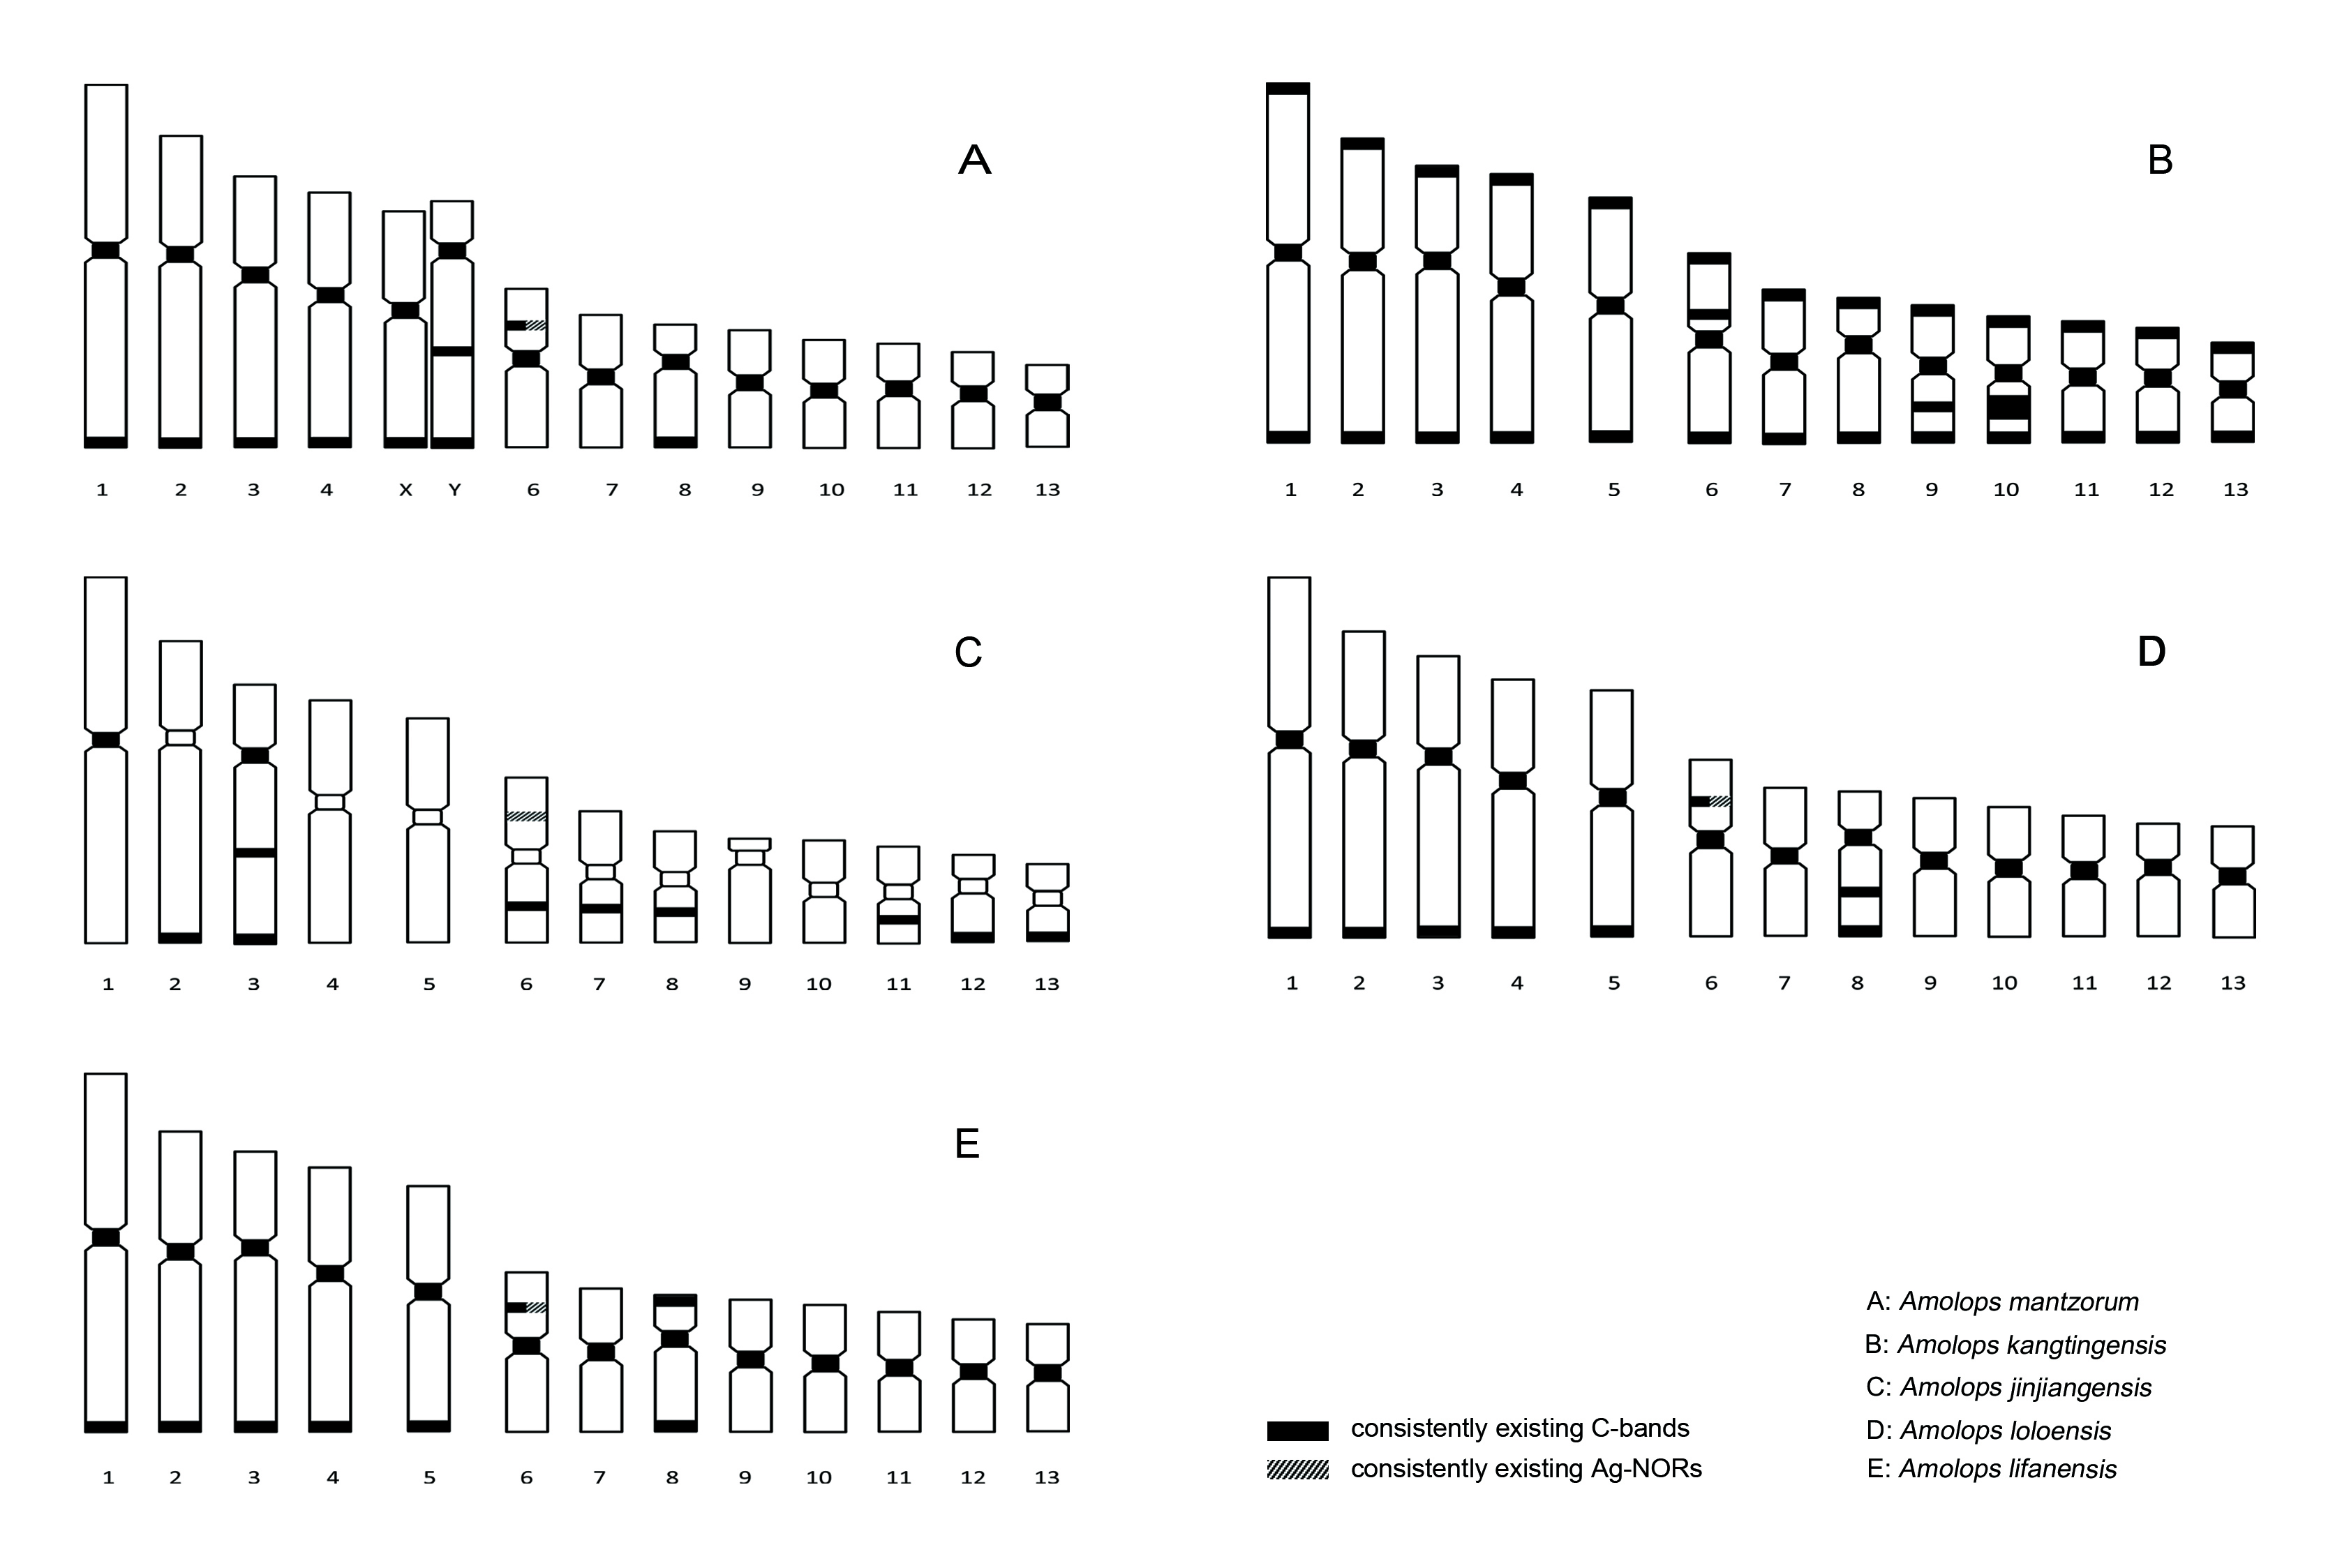 A
B
1 2 3 4 X Y 6 7 8 9 10 11 12 13
1 2 3 4 5 6 7 8 9 10 11 12 13
C
D
1 2 3 4 5 6 7 8 9 10 11 12 13
1 2 3 4 5 6 7 8 9 10 11 12 13
E
1 2 3 4 5 6 7 8 9 10 11 12 13
consistently existing C-bands
consistently existing Ag-NORs
A: Amolops mantzorum
B: Amolops kangtingensis
C: Amolops jinjiangensis
D: Amolops loloensis
E: Amolops lifanensis